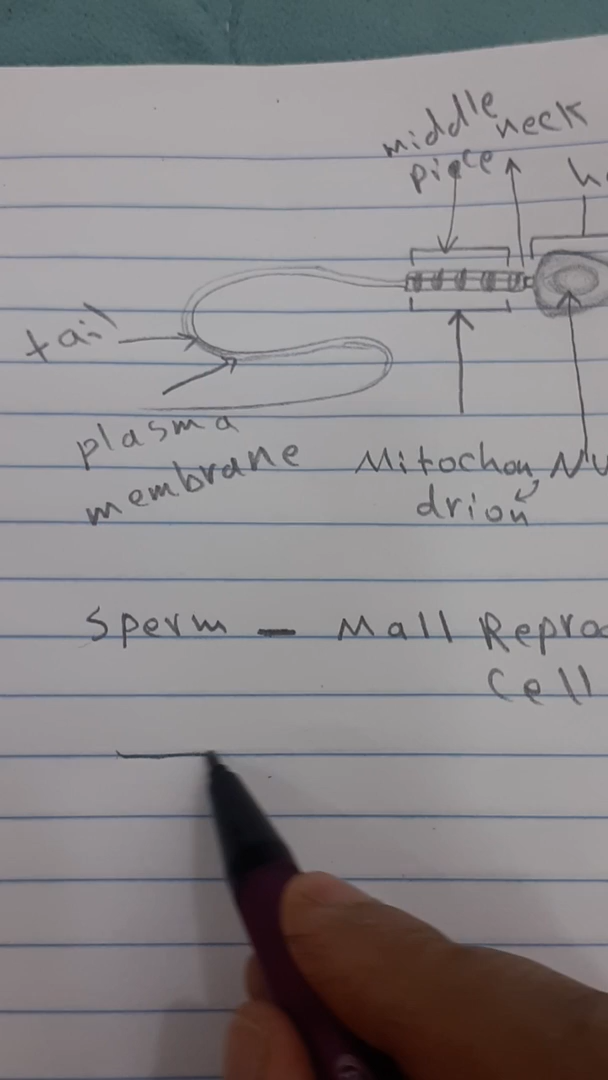 middle neck
piece
tail
plasma
membrane
Mitochon
drion
Sperm – Mall Repro
Cell